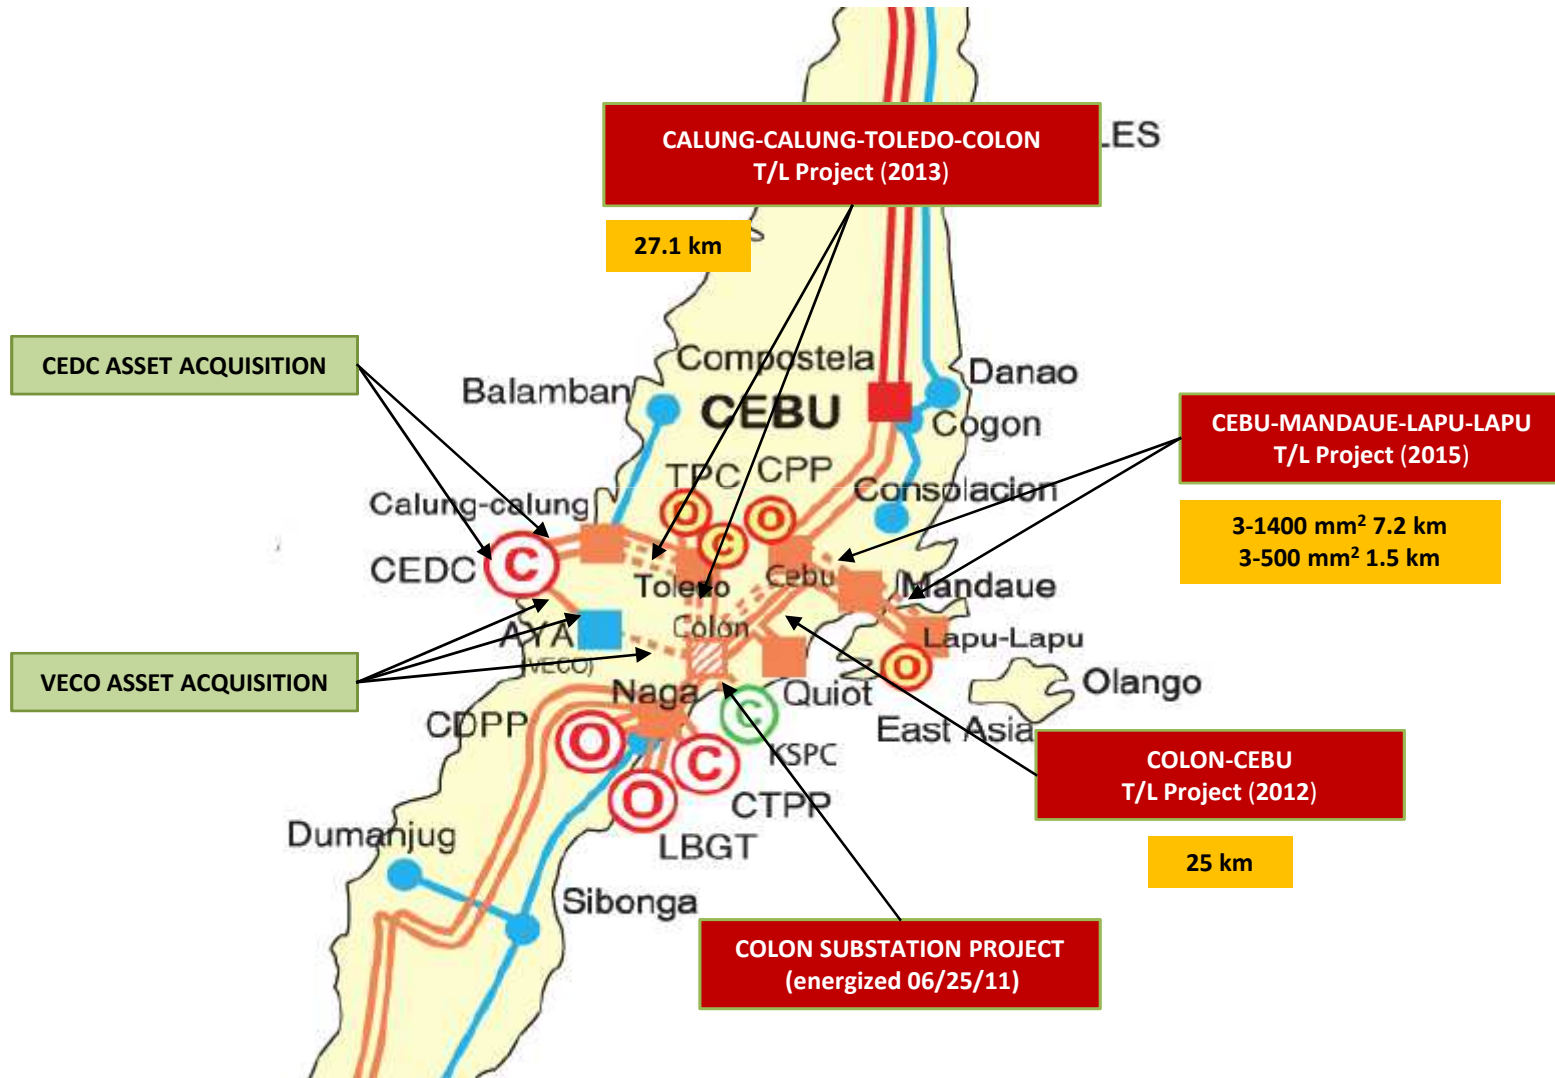 CALUNG-CALUNG-TOLEDO-COLON
T/L Project (2013)
LES
27.1 km
CEDC ASSET ACQUISITION
Compostela
Danao
Balamban
CEBU
Cogon
CEBU-MANDAUE-LAPU-LAPU
T/L Project (2015)
TPC
CPP
Consolacion
Calung-calung
O
O
C
3-1400 mm² 7.2 km
3-500 mm² 1.5 km
CEDC
C
Toledo
Cebu
Mandaue
AYA
(VECO)
Colon
Lapu-Lapu
O
VECO ASSET ACQUISITION
Naga
Quiot
Olango
CDPP
O
C
East Asia
KSPC
C
O
CTPP
LBGT
COLON-CEBU
T/L Project (2012)
25 km
Dumanjug
Sibonga
COLON SUBSTATION PROJECT
(energized 06/25/11)